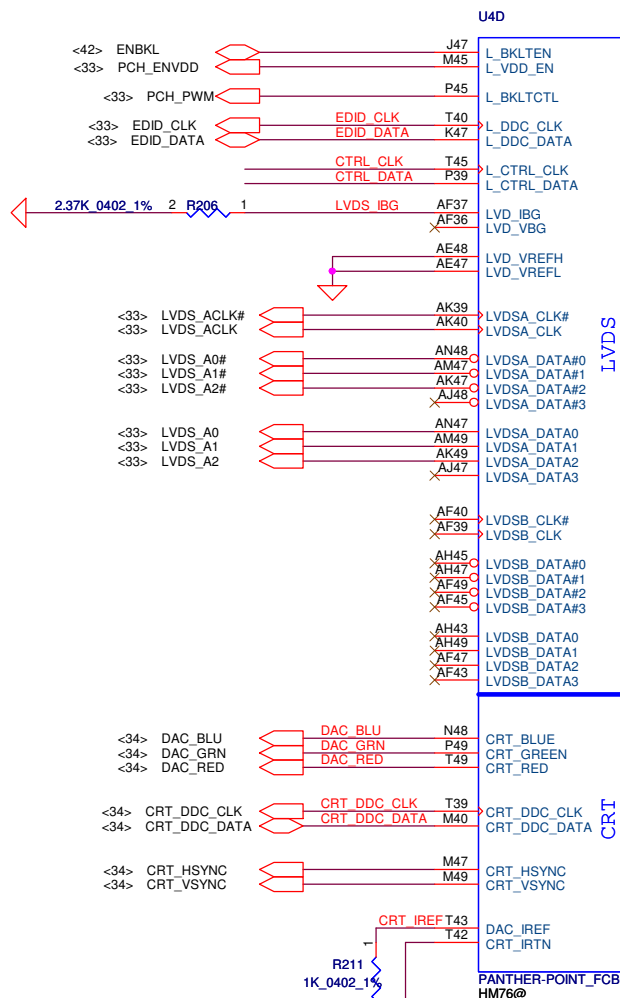 U4D
<42> ENBKL J47 L_BKLTEN
<33> PCH_ENVDD M45 L_VDD_EN
<33> PCH_PWM P45 L_BKLTCTL
<33> EDID_CLK EDID_CLK T40 L_DDC_CLK
<33> EDID_DATA EDID_DATA K47 L_DDC_DATA
CTRL_CLK T45 L_CTRL_CLK
CTRL_DATA P39 L_CTRL_DATA
2.37K_0402_1% 2 R206 1 LVDS_IBG AF37 LVD_IBG
AF36 LVD_VBG
AE48 LVD_VREFH
AE47 LVD_VREFL
<33> LVDS_ACLK# AK39 LVDSA_CLK#
<33> LVDS_ACLK AK40 LVDSA_CLK
LVDS
<33> LVDS_A0# AN48 LVDSA_DATA#0
<33> LVDS_A1# AM47 LVDSA_DATA#1
<33> LVDS_A2# AK47 LVDSA_DATA#2
AJ48 LVDSA_DATA#3
<33> LVDS_A0 AN47 LVDSA_DATA0
<33> LVDS_A1 AM49 LVDSA_DATA1
<33> LVDS_A2 AK49 LVDSA_DATA2
AJ47 LVDSA_DATA3
AF40 LVDSB_CLK#
AF39 LVDSB_CLK
AH45 LVDSB_DATA#0
AH47 LVDSB_DATA#1
AF49 LVDSB_DATA#2
AF45 LVDSB_DATA#3
AH43 LVDSB_DATA0
AH49 LVDSB_DATA1
AF47 LVDSB_DATA2
AF43 LVDSB_DATA3
<34> DAC_BLU DAC_BLU N48 CRT_BLUE
<34> DAC_GRN DAC_GRN P49 CRT_GREEN
<34> DAC_RED DAC_RED T49 CRT_RED
<34> CRT_DDC_CLK CRT_DDC_CLK T39 CRT_DDC_CLK
<34> CRT_DDC_DATA CRT_DDC_DATA M40 CRT_DDC_DATA
CRT
<34> CRT_HSYNC M47 CRT_HSYNC
<34> CRT_VSYNC M49 CRT_VSYNC
CRT_IREF T43 DAC_IREF
T42 CRT_IRTN
1
R211
1K_0402_1%
PANTHER-POINT_FCB
HM76@